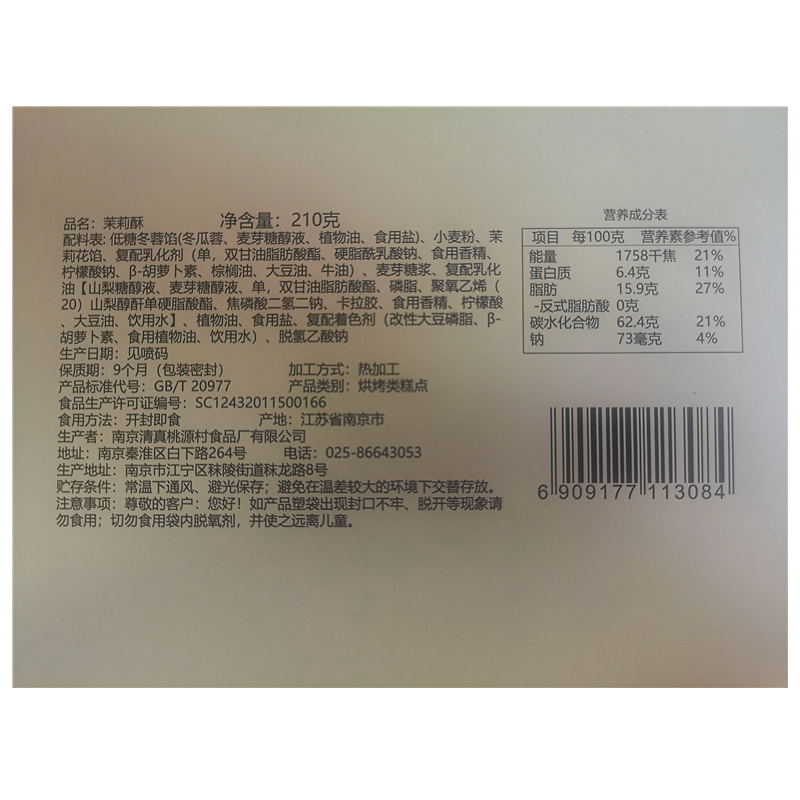 品名：茉莉酥 净含量：210克
配料表: 低糖冬蓉馅(冬瓜蓉、麦芽糖醇液、植物油、食用盐)、小麦粉、茉
莉花馅、复配乳化剂（单，双甘油脂肪酸酯、硬脂酰乳酸钠、食用香精、
柠檬酸钠、β-胡萝卜素、棕榈油、大豆油、牛油）、麦芽糖浆、复配乳化
油【山梨糖醇液、麦芽糖醇液、单，双甘油脂肪酸酯、磷脂、聚氧乙烯（
20）山梨醇酐单硬脂酸酯、焦磷酸二氢二钠、卡拉胶、食用香精、柠檬酸
、大豆油、饮用水】、植物油、食用盐、复配着色剂（改性大豆磷脂、β-
胡萝卜素、食用植物油、饮用水）、脱氢乙酸钠
生产日期：见喷码
保质期：9个月（包装密封） 加工方式：热加工
产品标准代号：GB/T 20977 产品类别：烘烤类糕点
食品生产许可证编号：SC12432011500166
食用方法：开封即食 产地：江苏省南京市
生产者：南京清真桃源村食品厂有限公司
地址：南京秦淮区白下路264号 电话：025-86643053
生产地址：南京市江宁区秣陵街道秣龙路8号
贮存条件：常温下通风、避光保存；避免在温差较大的环境下交替存放。
注意事项：尊敬的客户：您好！如产品塑袋出现封口不牢、脱开等现象请
勿食用；切勿食用袋内脱氧剂，并使之远离儿童。
营养成分表
项目 每100克 营养素参考值%
能量 1758千焦 21%
蛋白质 6.4克 11%
脂肪 15.9克 27%
-反式脂肪酸 0克
碳水化合物 62.4克 21%
钠 73毫克 4%
6 909177 113084